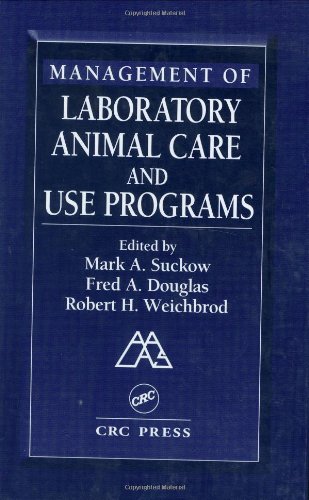 MANAGEMENT OF
LABORATORY
ANIMAL CARE
AND
USE PROGRAMS
Edited by
Mark A. Suckow
Fred A. Douglas
Robert H. Weichbrod
CRC
CRC PRESS